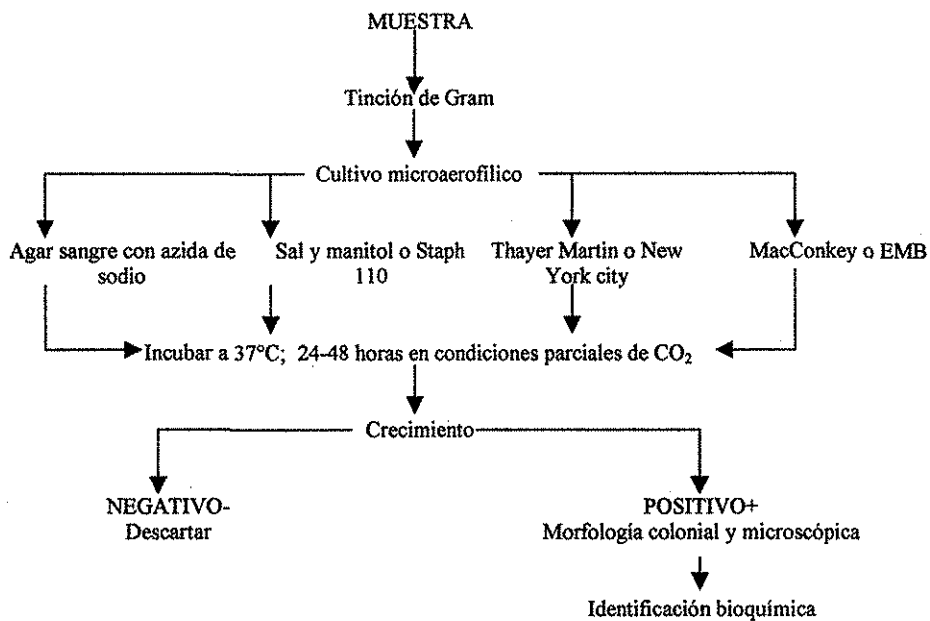 MUESTRA
Tinción de Gram
Cultivo microaerofílico
Agar sangre con azida de
sodio
Sal y manitol o Staph
110
Thayer Martin o New
York city
MacConkey o EMB
Incubar a 37°C; 24-48 horas en condiciones parciales de CO₂
Crecimiento
NEGATIVO-
Descartar
POSITIVO+
Morfología colonial y microscópica
Identificación bioquímica